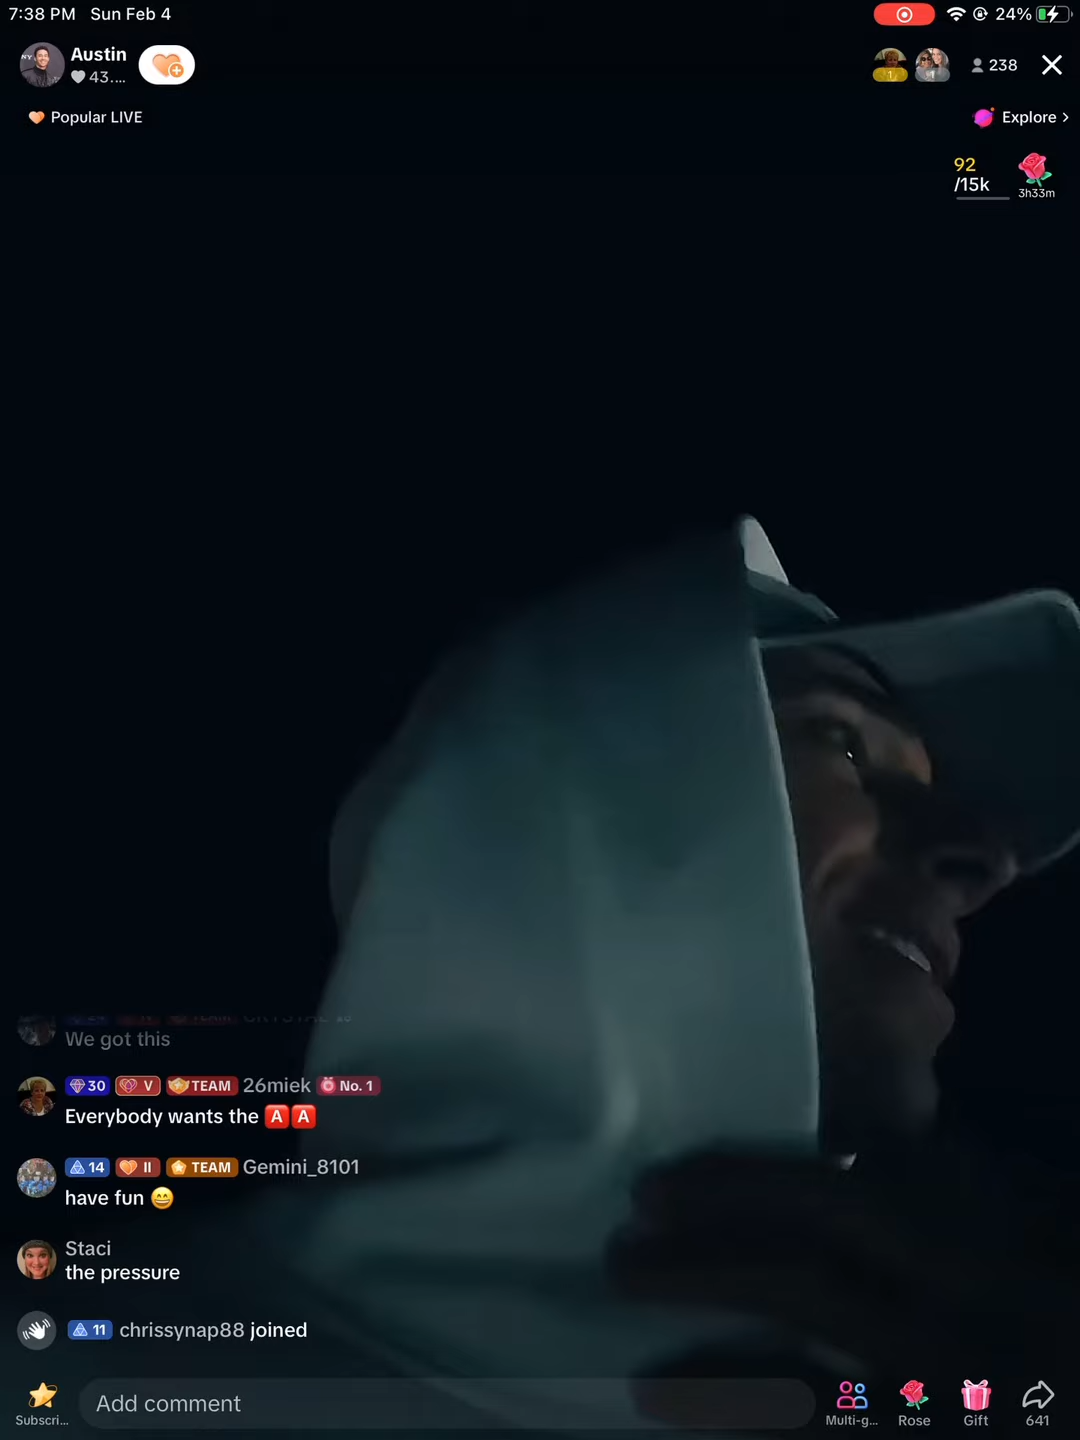 7:38 PM Sun Feb 4
24%
Austin
43....
1
238
Popular LIVE
Explore
92
/15k
3h33m
We got this
30 V TEAM 26miek No. 1
Everybody wants the A A
14 II TEAM Gemini_8101
have fun
Staci
the pressure
11 chrissynap88 joined
Add comment
Subscri...
Multi-g...
Rose
Gift
641